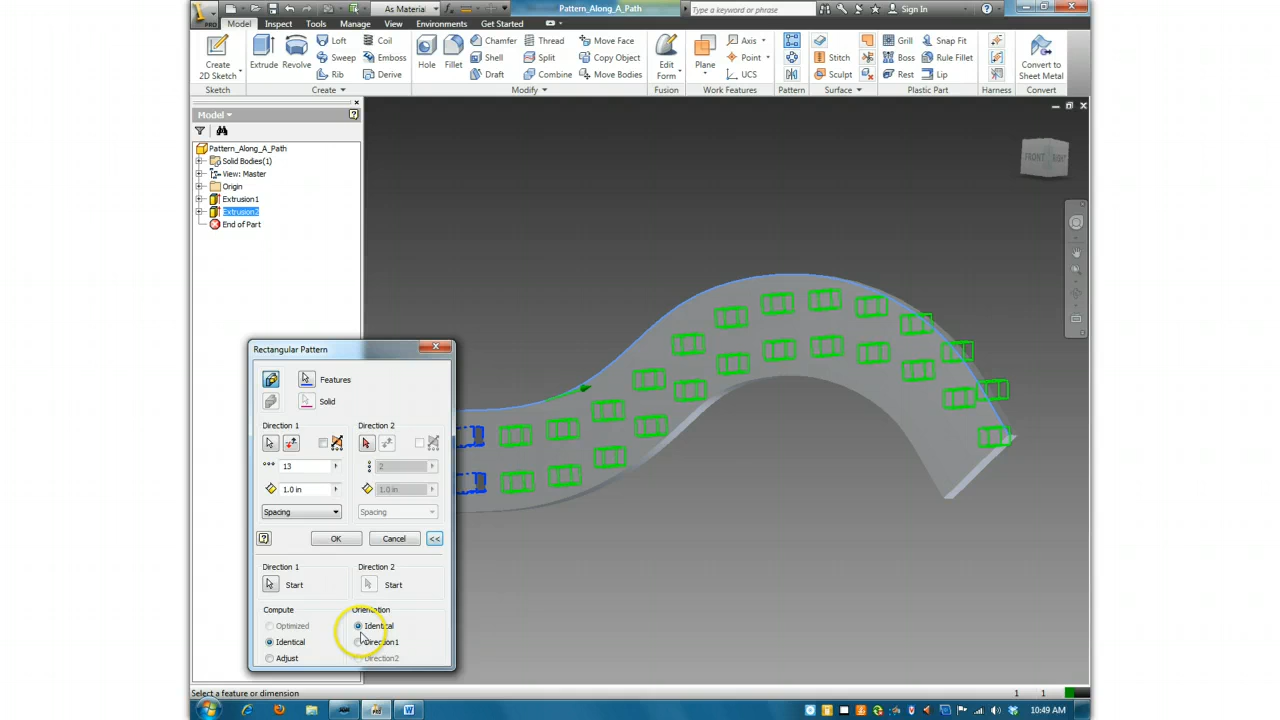 PRO
As Material
Pattern_Along_A_Path
Type a keyword or phrase
Sign In
Model Inspect Tools Manage View Environments Get Started
Create 2D Sketch
Extrude
Revolve
Loft
Sweep
Rib
Coil
Emboss
Derive
Hole
Fillet
Chamfer
Shell
Draft
Thread
Split
Combine
Move Face
Copy Object
Move Bodies
Edit Form
Plane
Axis
Point
UCS
Stitch
Sculpt
Grill
Boss
Rest
Snap Fit
Rule Fillet
Lip
Convert to Sheet Metal
Sketch Create Modify Fusion Work Features Pattern Surface Plastic Part Harness Convert
Model
Pattern_Along_A_Path
Solid Bodies(1)
View: Master
Origin
Extrusion1
Extrusion2
End of Part
FRONT RIGHT
Rectangular Pattern
Features
Solid
Direction 1 Direction 2
13 2
1.0 in 1.0 in
Spacing Spacing
OK Cancel <<
Direction 1 Direction 2
Start Start
Compute Orientation
Optimized Identical
Identical Direction1
Adjust Direction2
Select a feature or dimension 1 1
10:49 AM